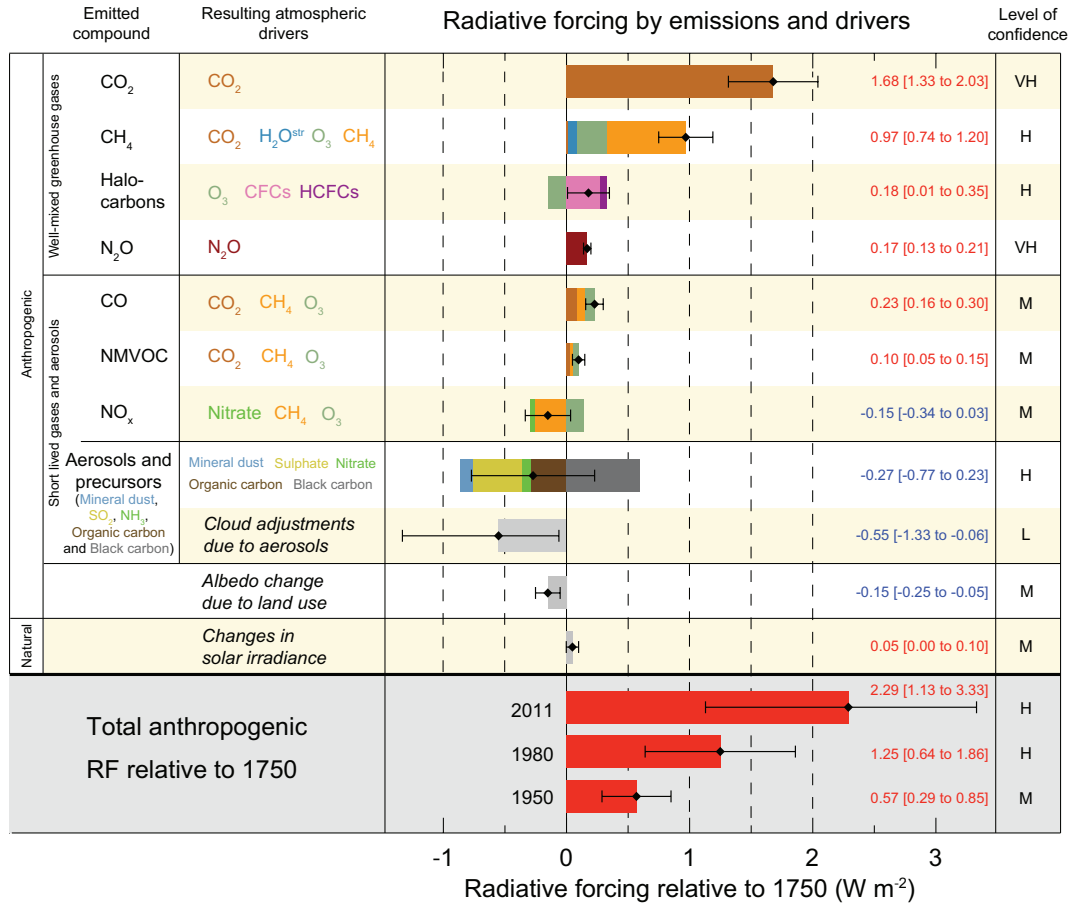 Emitted compound
Resulting atmospheric drivers
Radiative forcing by emissions and drivers
Level of confidence
Anthropogenic
Well-mixed greenhouse gases
CO₂
CO₂
1.68 [1.33 to 2.03]
VH
CH₄
CO₂ H₂Oˢᵗʳ O₃ CH₄
0.97 [0.74 to 1.20]
H
Halo-
carbons
O₃ CFCs HCFCs
0.18 [0.01 to 0.35]
H
N₂O
N₂O
0.17 [0.13 to 0.21]
VH
Short lived gases and aerosols
CO
CO₂ CH₄ O₃
0.23 [0.16 to 0.30]
M
NMVOC
CO₂ CH₄ O₃
0.10 [0.05 to 0.15]
M
NOₓ
Nitrate CH₄ O₃
-0.15 [-0.34 to 0.03]
M
Aerosols and
precursors
(Mineral dust,
SO₂, NH₃,
Organic carbon
and Black carbon)
Mineral dust Sulphate Nitrate
Organic carbon Black carbon
-0.27 [-0.77 to 0.23]
H
Cloud adjustments
due to aerosols
-0.55 [-1.33 to -0.06]
L
Albedo change
due to land use
-0.15 [-0.25 to -0.05]
M
Natural
Changes in
solar irradiance
0.05 [0.00 to 0.10]
M
Total anthropogenic
RF relative to 1750
2011
2.29 [1.13 to 3.33]
H
1980
1.25 [0.64 to 1.86]
H
1950
0.57 [0.29 to 0.85]
M
-1 0 1 2 3
Radiative forcing relative to 1750 (W m⁻²)